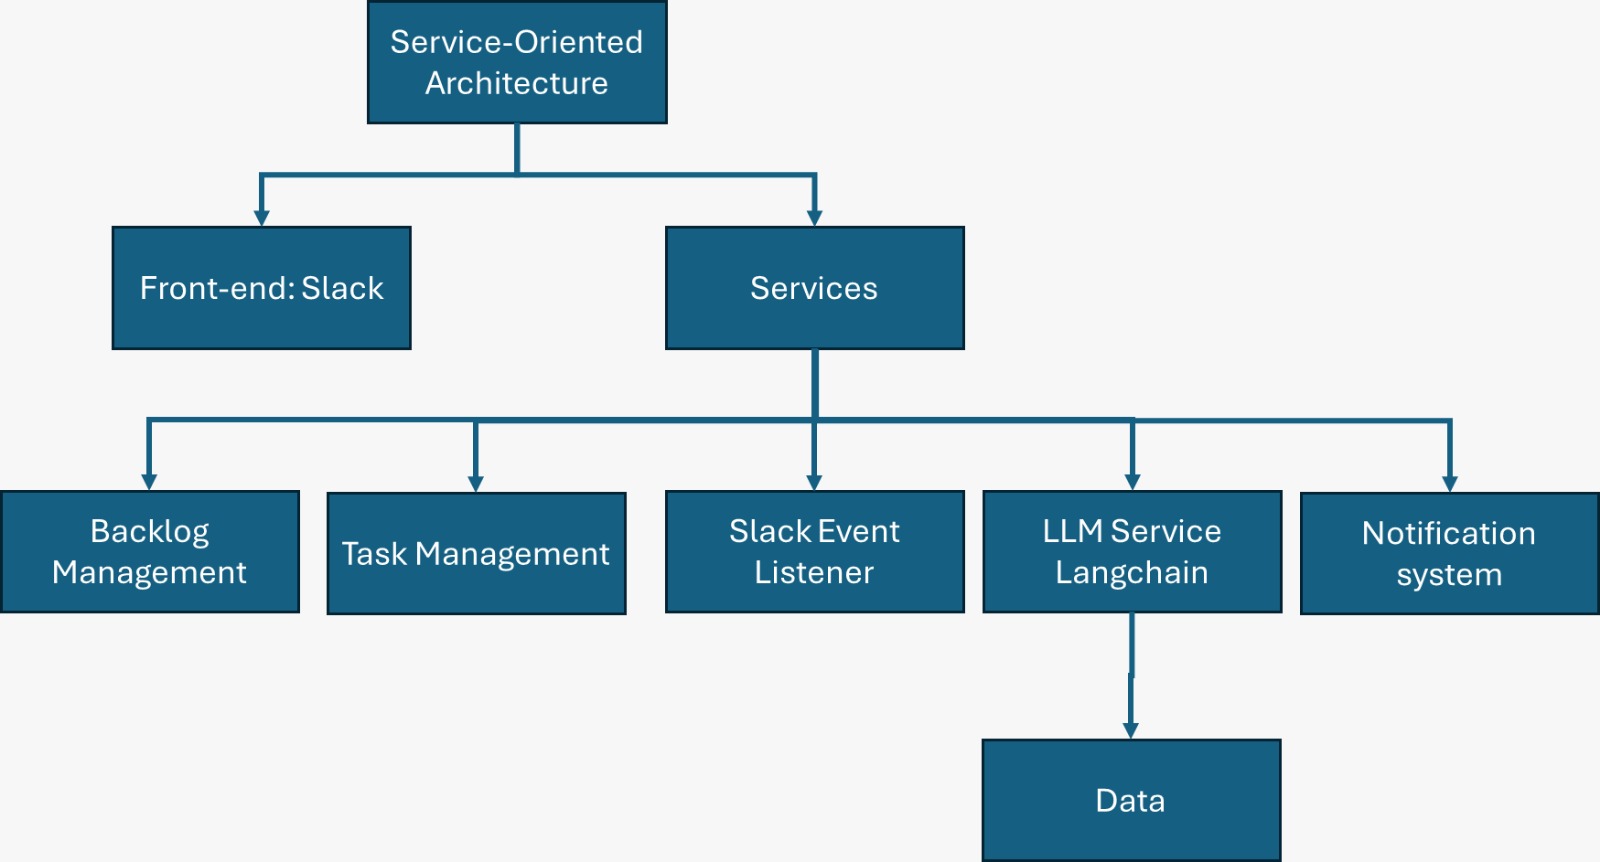 Service-Oriented
Architecture
Front-end: Slack
Services
Backlog
Management
Task Management
Slack Event
Listener
LLM Service
Langchain
Notification
system
Data